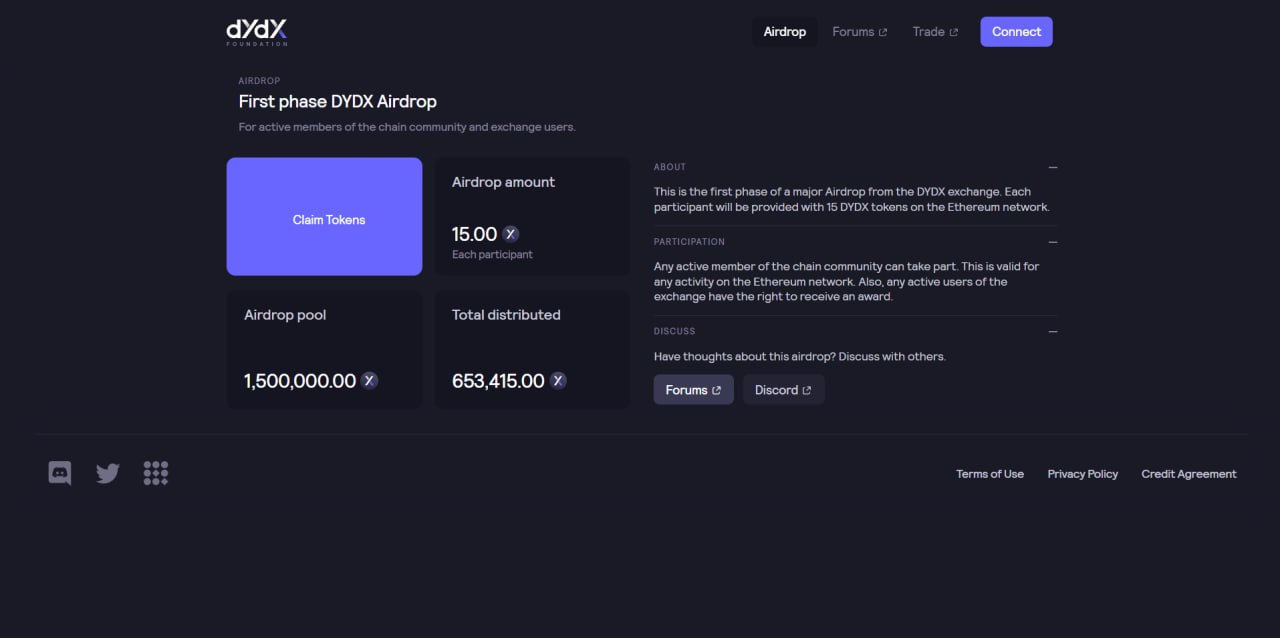 dYdX
FOUNDATION
Airdrop
Forums
Trade
Connect
AIRDROP
First phase DYDX Airdrop
For active members of the chain community and exchange users.
Claim Tokens
Airdrop amount
15.00
Each participant
Airdrop pool
1,500,000.00
Total distributed
653,415.00
ABOUT
This is the first phase of a major Airdrop from the DYDX exchange. Each
participant will be provided with 15 DYDX tokens on the Ethereum network.
PARTICIPATION
Any active member of the chain community can take part. This is valid for
any activity on the Ethereum network. Also, any active users of the
exchange have the right to receive an award.
DISCUSS
Have thoughts about this airdrop? Discuss with others.
Forums
Discord
Terms of Use
Privacy Policy
Credit Agreement